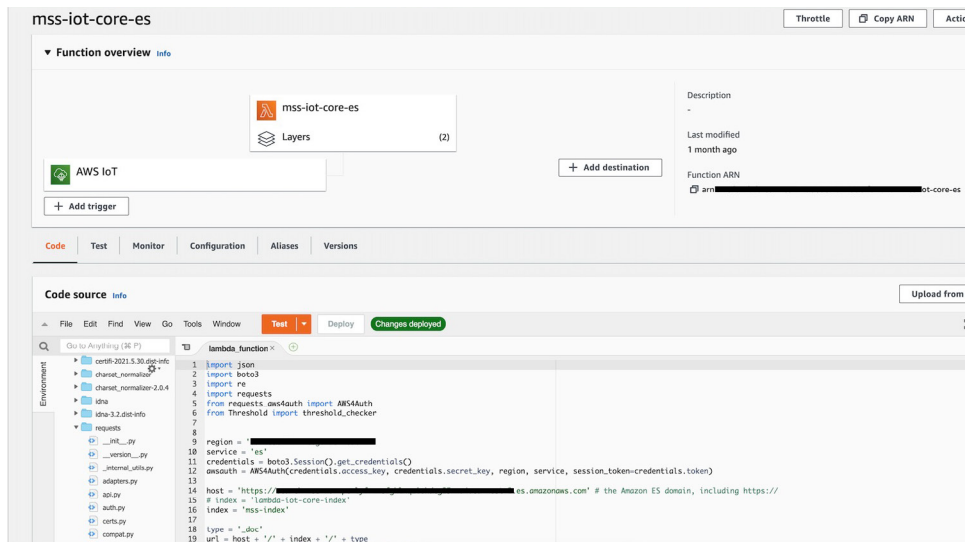 mss-iot-core-es
Throttle
Copy ARN
Actio
▼ Function overview Info
mss-iot-core-es
Layers (2)
AWS IoT
+ Add trigger
+ Add destination
Description
-
Last modified
1 month ago
Function ARN
arn ot-core-es
Code Test Monitor Configuration Aliases Versions
Code source Info
Upload from
File Edit Find View Go Tools Window Test Deploy Changes deployed
Go to Anything (⌘ P)
lambda_function ×
Environment
certifi-2021.5.30.dist-info
charset_normalizer
charset_normalizer-2.0.4
idna
idna-3.2.dist-info
requests
__init__.py
__version__.py
_internal_utils.py
adapters.py
api.py
auth.py
certs.py
compat.py
1 import json
2 import boto3
3 import re
4 import requests
5 from requests_aws4auth import AWS4Auth
6 from Threshold import threshold_checker
7
8
9 region = '
10 service = 'es'
11 credentials = boto3.Session().get_credentials()
12 awsauth = AWS4Auth(credentials.access_key, credentials.secret_key, region, service, session_token=credentials.token)
13
14 host = 'https:// .es.amazonaws.com' # the Amazon ES domain, including https://
15 # index = 'lambda-iot-core-index'
16 index = 'mss-index'
17
18 type = '_doc'
19 url = host + '/' + index + '/' + type